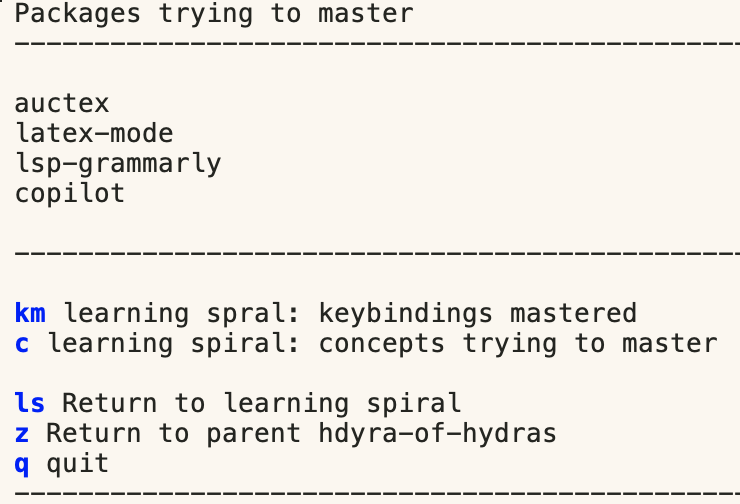 Packages trying to master
----------------------------------------------
auctex
latex-mode
lsp-grammarly
copilot
----------------------------------------------
km learning spral: keybindings mastered
c learning spiral: concepts trying to master
ls Return to learning spiral
z Return to parent hdyra-of-hydras
q quit
----------------------------------------------